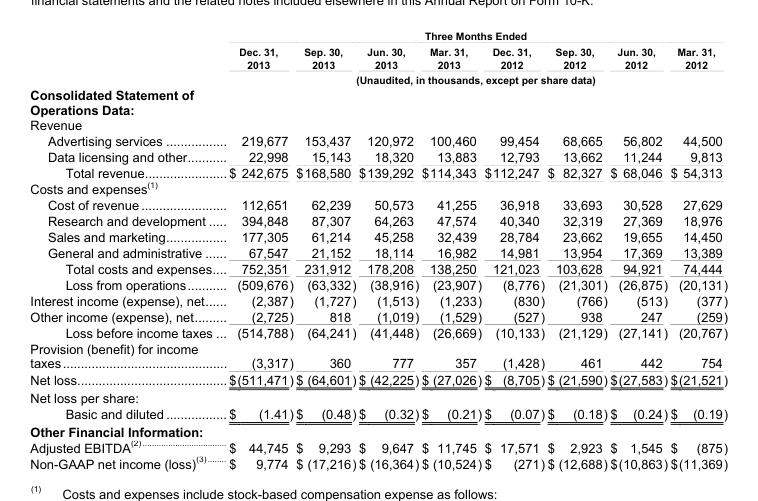 financial statements and the related notes included elsewhere in this Annual Report on Form 10-K.
Three Months Ended
Dec. 31, Sep. 30, Jun. 30, Mar. 31, Dec. 31, Sep. 30, Jun. 30, Mar. 31,
2013 2013 2013 2013 2012 2012 2012 2012
(Unaudited, in thousands, except per share data)
Consolidated Statement of
Operations Data:
Revenue
Advertising services ................. 219,677 153,437 120,972 100,460 99,454 68,665 56,802 44,500
Data licensing and other........... 22,998 15,143 18,320 13,883 12,793 13,662 11,244 9,813
Total revenue....................... $ 242,675 $168,580 $139,292 $114,343 $112,247 $ 82,327 $ 68,046 $ 54,313
Costs and expenses(1)
Cost of revenue ..................... 112,651 62,239 50,573 41,255 36,918 33,693 30,528 27,629
Research and development ..... 394,848 87,307 64,263 47,574 40,340 32,319 27,369 18,976
Sales and marketing................. 177,305 61,214 45,258 32,439 28,784 23,662 19,655 14,450
General and administrative ...... 67,547 21,152 18,114 16,982 14,981 13,954 17,369 13,389
Total costs and expenses.... 752,351 231,912 178,208 138,250 121,023 103,628 94,921 74,444
Loss from operations ........... (509,676) (63,332) (38,916) (23,907) (8,776) (21,301) (26,875) (20,131)
Interest income (expense), net....... (2,387) (1,727) (1,513) (1,233) (830) (766) (513) (377)
Other income (expense), net......... (2,725) 818 (1,019) (1,529) (527) 938 247 (259)
Loss before income taxes ... (514,788) (64,241) (41,448) (26,669) (10,133) (21,129) (27,141) (20,767)
Provision (benefit) for income
taxes ............................................. (3,317) 360 777 357 (1,428) 461 442 754
Net loss.......................................... $(511,471) $ (64,601) $ (42,225) $ (27,026) $ (8,705) $ (21,590) $(27,583) $(21,521)
Net loss per share:
Basic and diluted ................. $ (1.41) $ (0.48) $ (0.32) $ (0.21) $ (0.07) $ (0.18) $ (0.24) $ (0.19)
Other Financial Information:
Adjusted EBITDA(2) .......................... $ 44,745 $ 9,293 $ 9,647 $ 11,745 $ 17,571 $ 2,923 $ 1,545 $ (875)
Non-GAAP net income (loss)(3) ....... $ 9,774 $ (17,216) $ (16,364) $ (10,524) $ (271) $ (12,688) $ (10,863) $(11,369)
(1) Costs and expenses include stock-based compensation expense as follows: